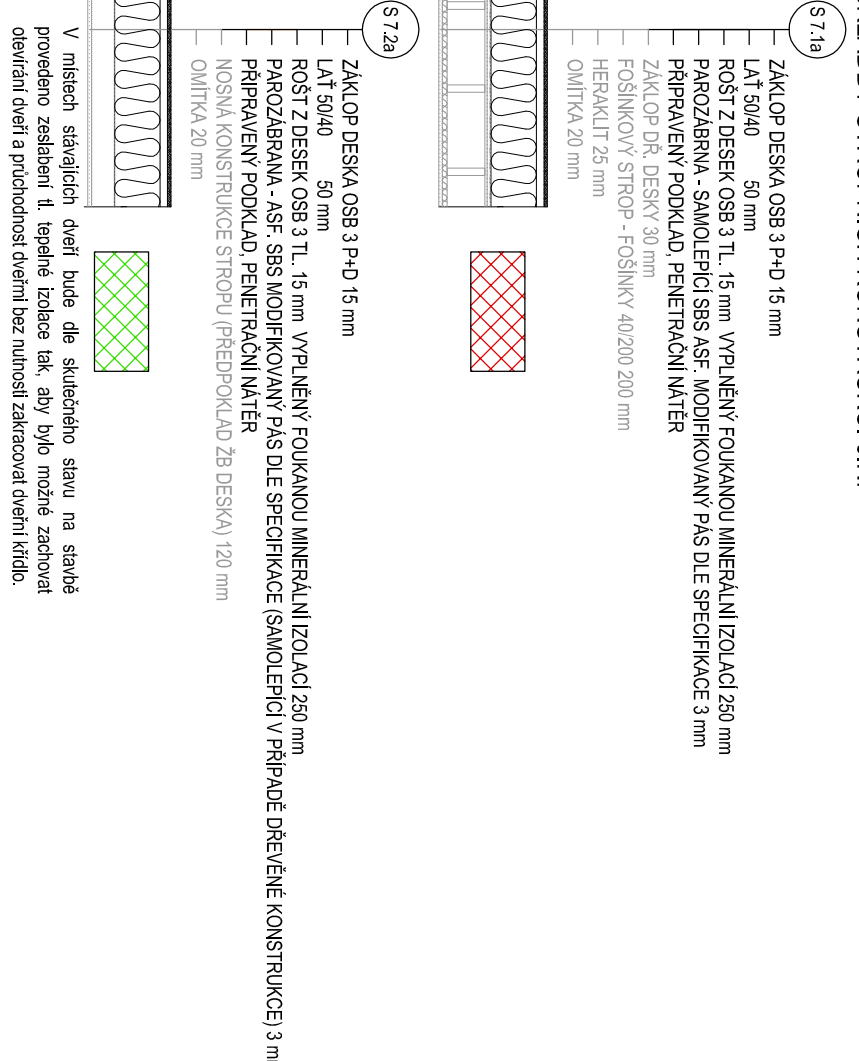 S 7.1a
ZÁKLOP DESKA OSB 3 P+D 15 mm
LAŤ 50/40 50 mm
ROŠT Z DESEK OSB 3 TL. 15 mm VYPLNĚNÝ FOUKANOU MINERÁLNÍ IZOLACÍ 250 mm
PAROZÁBRNA - SAMOLEPÍCÍ SBS ASF. MODIFIKOVANÝ PÁS DLE SPECIFIKACE 3 mm
PŘIPRAVENÝ PODKLAD, PENETRAČNÍ NÁTĚR
ZÁKLOP DŘ. DESKY 30 mm
FOŠÍNKOVÝ STROP - FOŠÍNKY 40/200 200 mm
HERAKLIT 25 mm
OMÍTKA 20 mm
S 7.2a
ZÁKLOP DESKA OSB 3 P+D 15 mm
LAŤ 50/40 50 mm
ROŠT Z DESEK OSB 3 TL. 15 mm VYPLNĚNÝ FOUKANOU MINERÁLNÍ IZOLACÍ 250 mm
PAROZÁBRANA - ASF. SBS MODIFIKOVANÝ PÁS DLE SPECIFIKACE (SAMOLEPÍCÍ V PŘÍPADĚ DŘEVĚNÉ KONSTRUKCE) 3 m
PŘIPRAVENÝ PODKLAD, PENETRAČNÍ NÁTĚR
NOSNÁ KONSTRUKCE STROPU (PŘEDPOKLAD ŽB DESKA) 120 mm
OMÍTKA 20 mm
V místech stávajících dveří bude dle skutečného stavu na stavbě
provedeno zeslabení tl. tepelné izolace tak, aby bylo možné zachovat
otevírání dveří a průchodnost dveřmi bez nutnosti zakracovat dveřní křídlo.